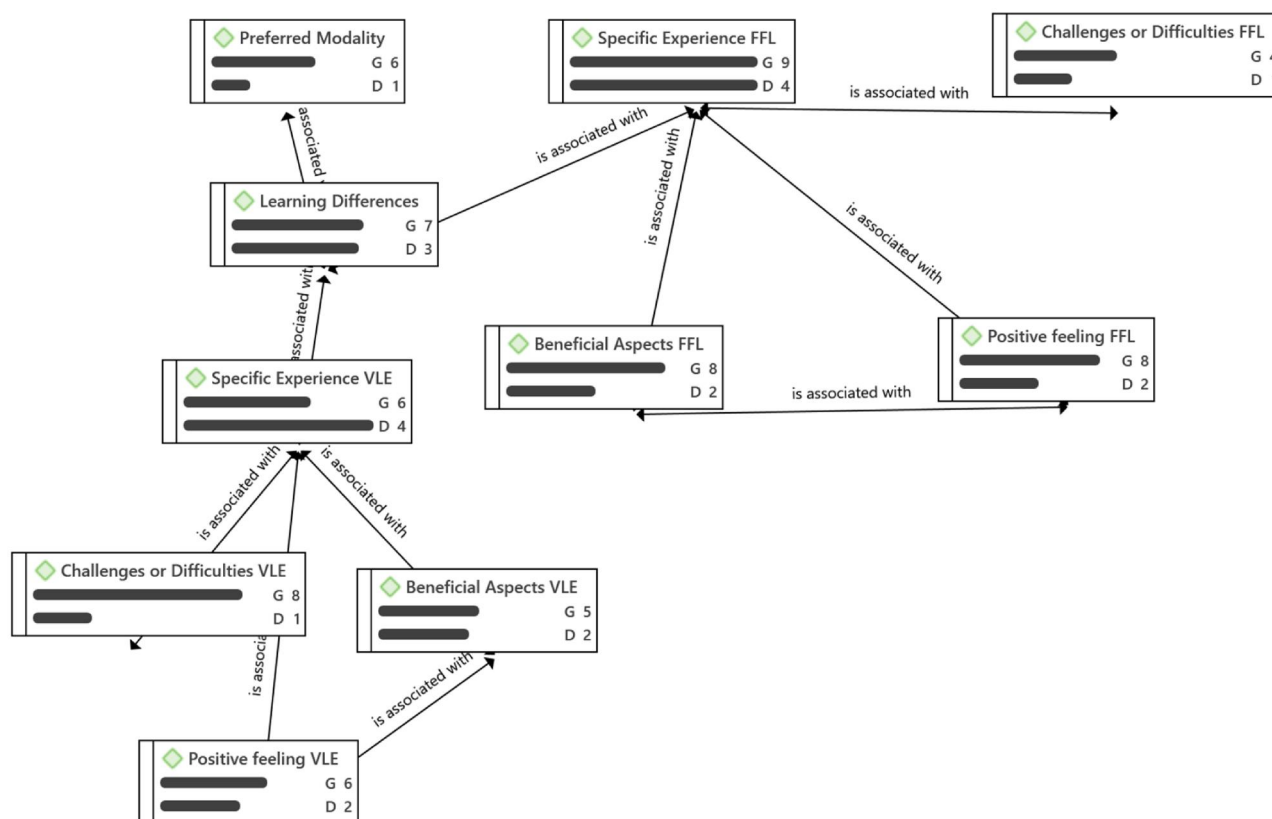 Preferred Modality
G 6
D 1
Specific Experience FFL
G 9
D 4
Challenges or Difficulties FFL
G
D
is associated with
associated
is associated with
is associated with
is associated with
Learning Differences
G 7
D 3
associated with
Beneficial Aspects FFL
G 8
D 2
Positive feeling FFL
G 8
D 2
is associated with
Specific Experience VLE
G 6
D 4
is associated with
is associated with
Challenges or Difficulties VLE
G 8
D 1
Beneficial Aspects VLE
G 5
D 2
is
is associated with
Positive feeling VLE
G 6
D 2